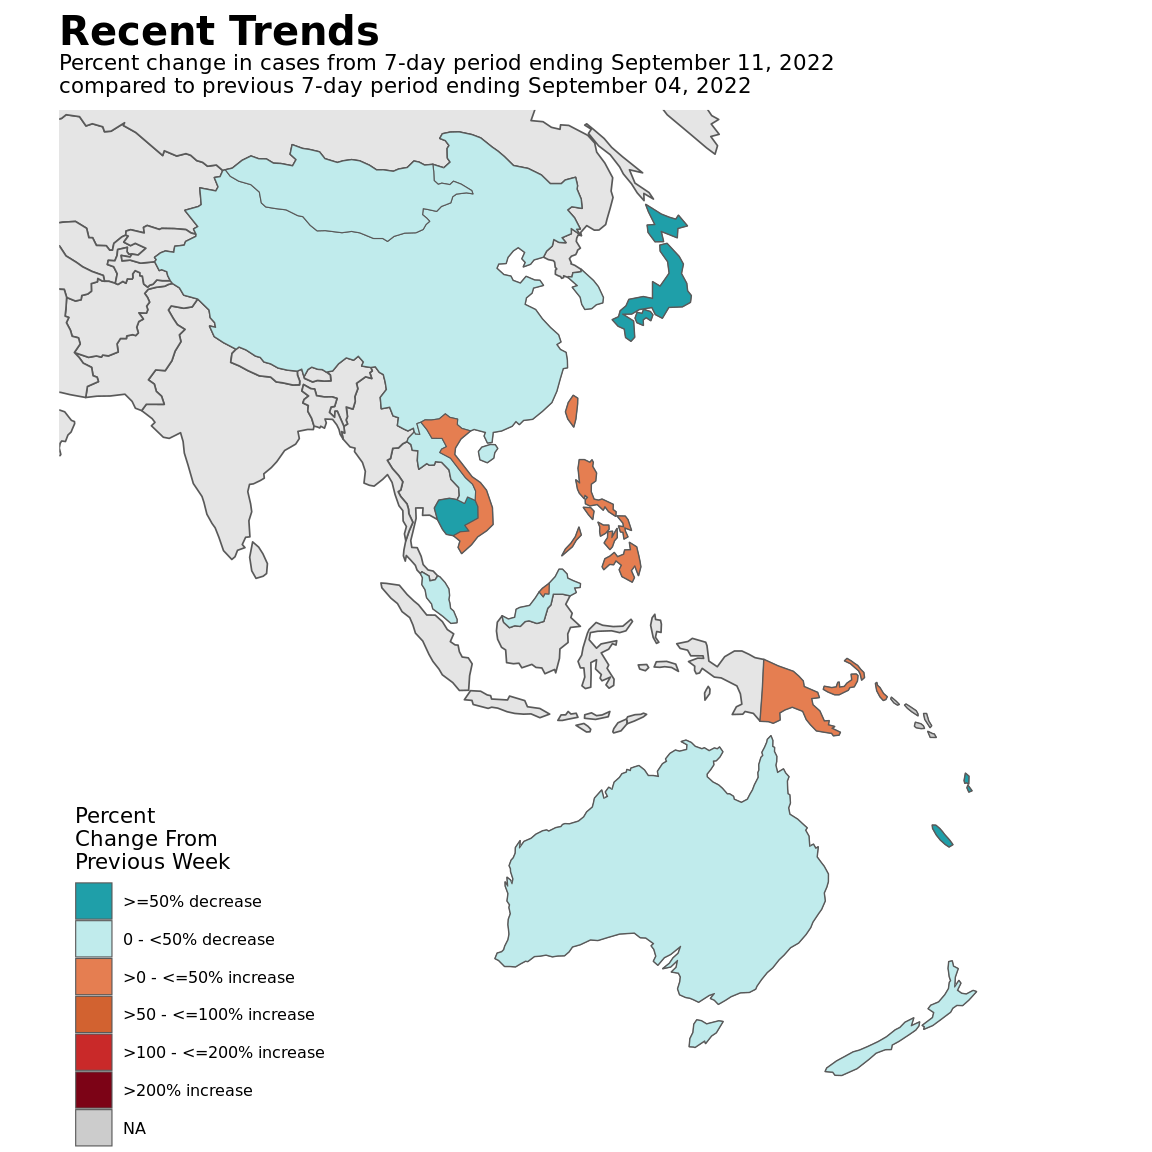 Recent Trends
Percent change in cases from 7-day period ending September 11, 2022
compared to previous 7-day period ending September 04, 2022
Percent
Change From
Previous Week
>=50% decrease
0 - <50% decrease
>0 - <=50% increase
>50 - <=100% increase
>100 - <=200% increase
>200% increase
NA